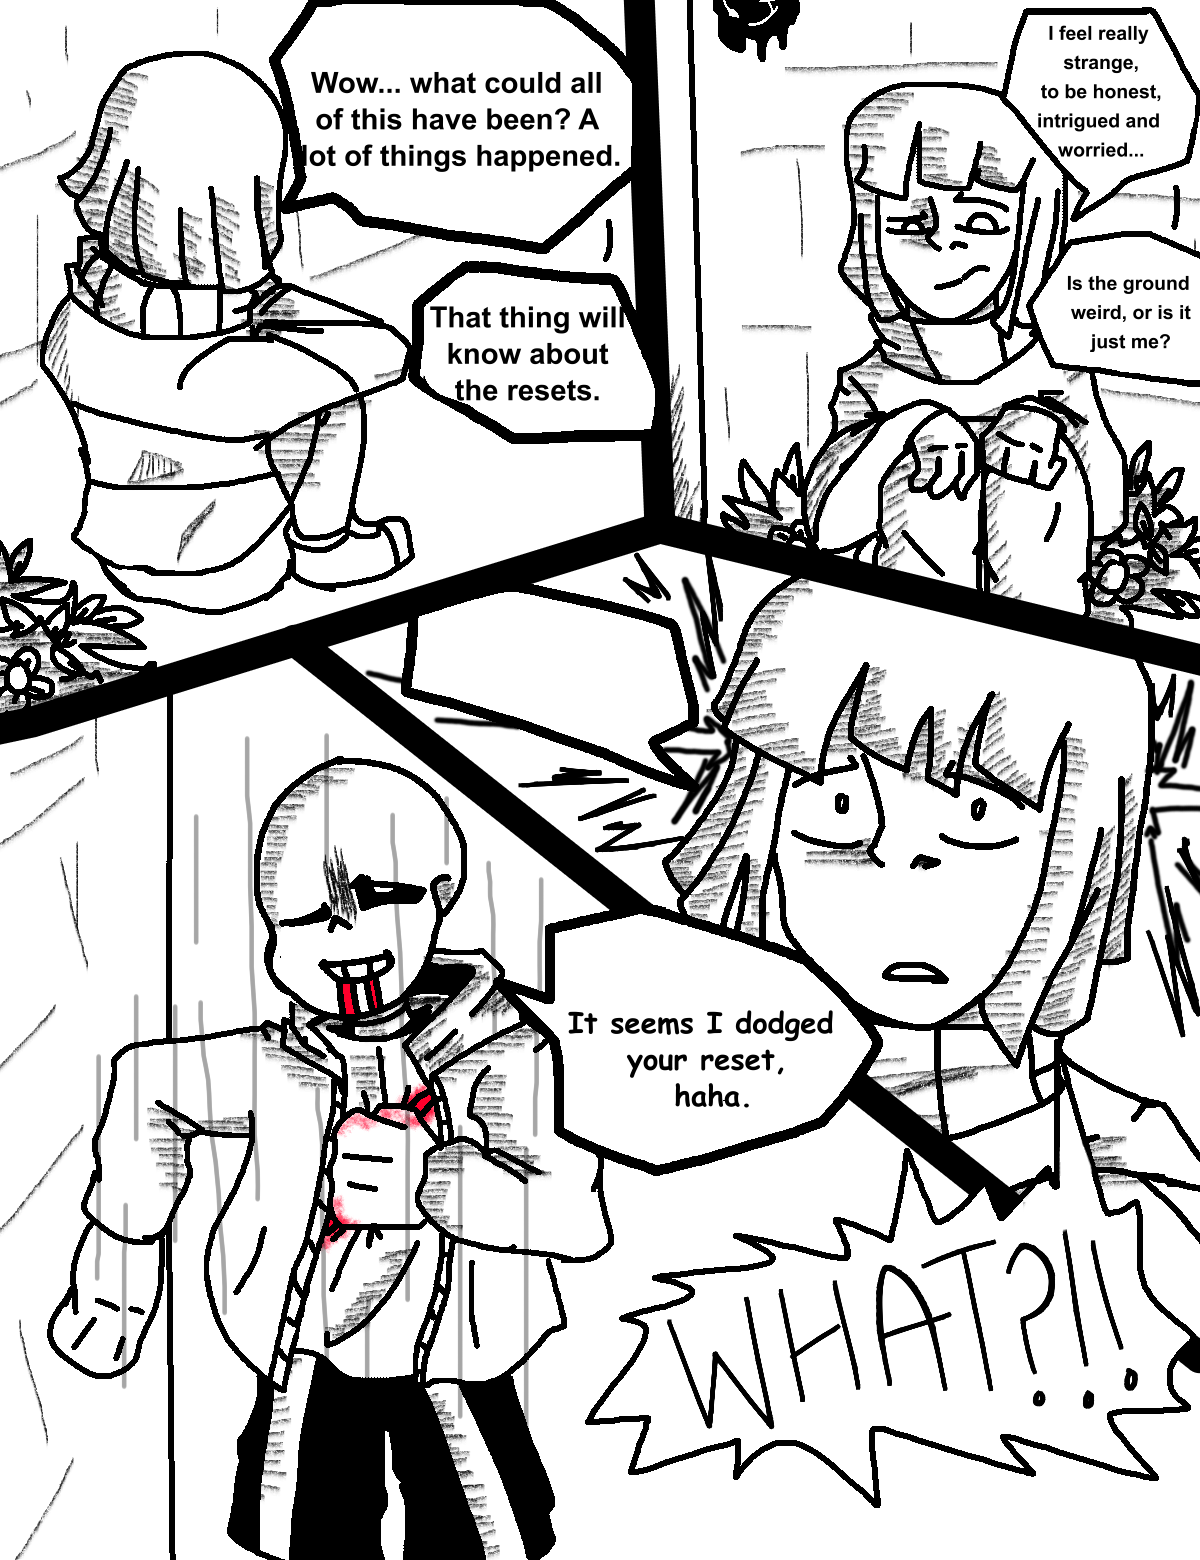 Wow... what could all
of this have been? A
lot of things happened.
That thing will
know about
the resets.
I feel really
strange,
to be honest,
intrigued and
worried...
Is the ground
weird, or is it
just me?
It seems I dodged
your reset,
haha.
WHAT?!!